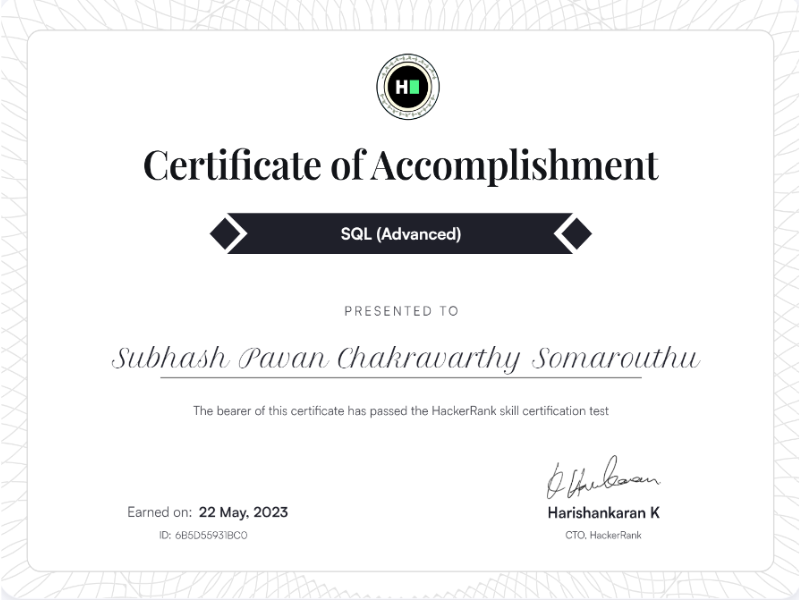 H
Certificate of Accomplishment
SQL (Advanced)
PRESENTED TO
Subhash Pavan Chakravarthy Somarouthu
The bearer of this certificate has passed the HackerRank skill certification test
Earned on: 22 May, 2023
ID: 6B5D55931BC0
Harishankaran K
CTO, HackerRank